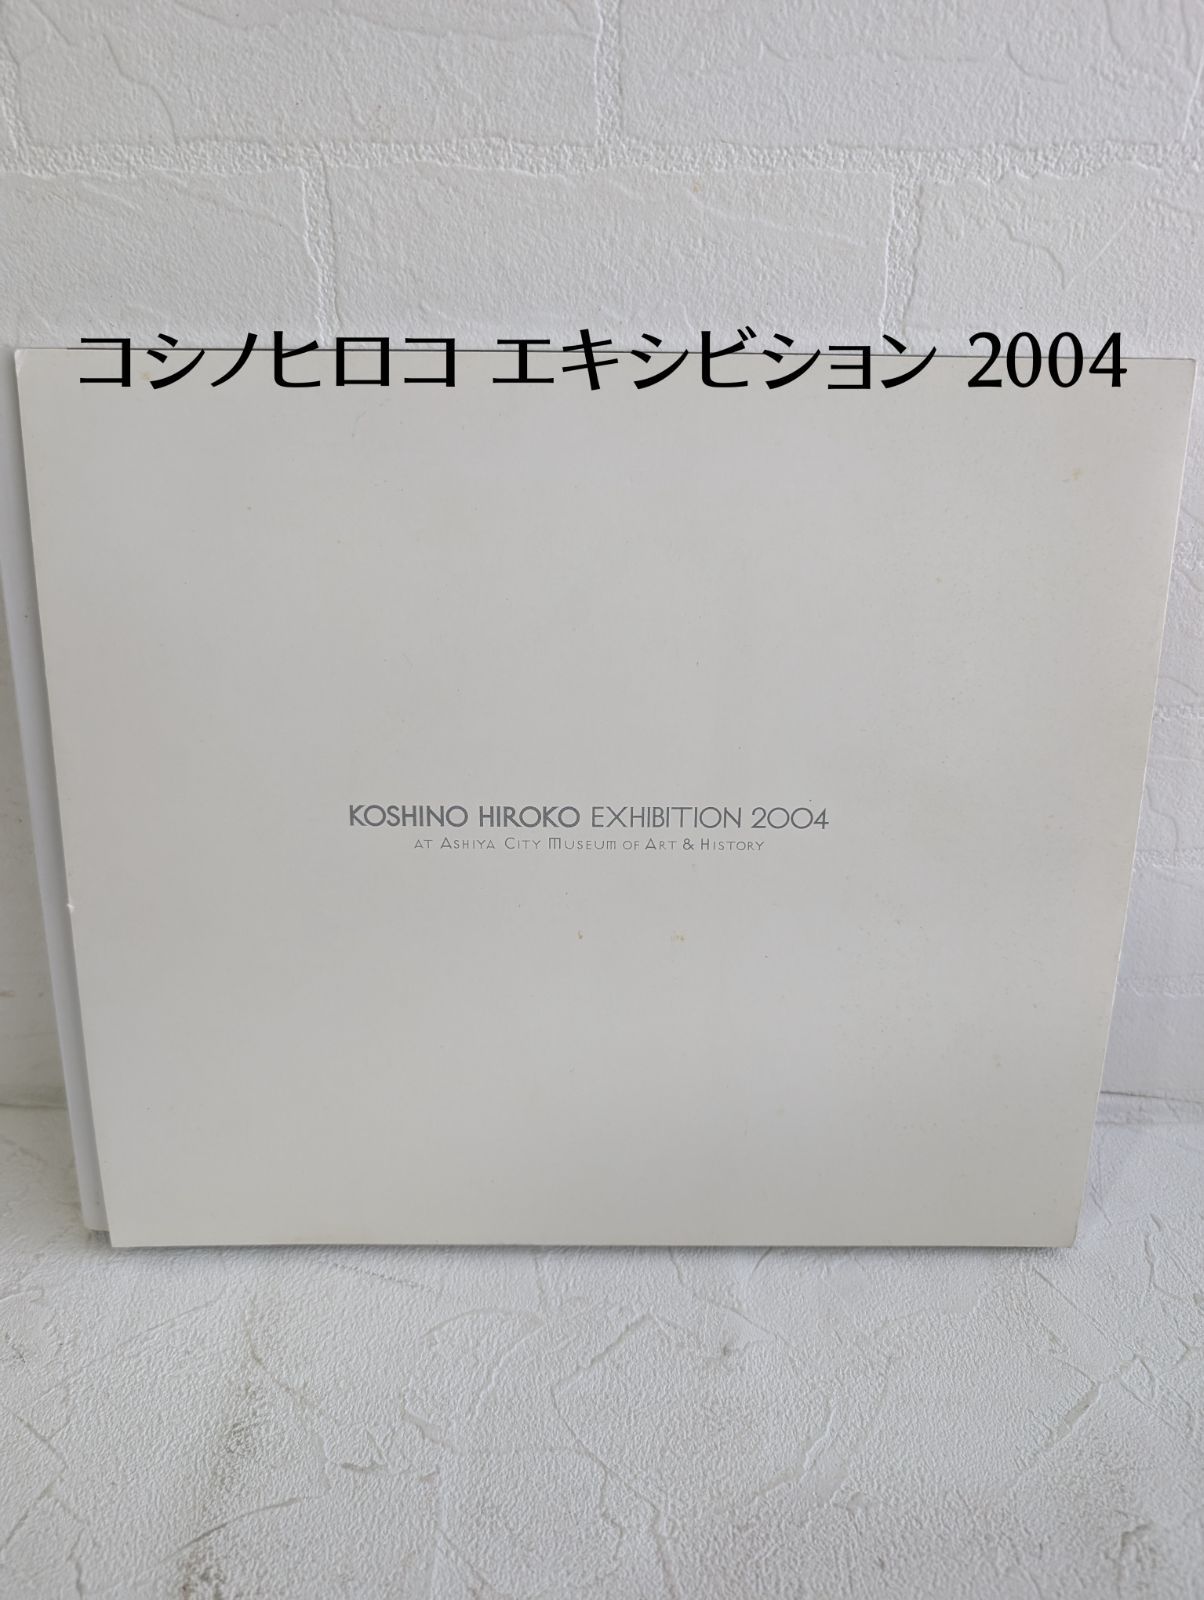 コシノヒロコ エキシビション 2004
KOSHINO HIROKO EXHIBITION 2004
AT ASHIYA CITY MUSEUM OF ART & HISTORY